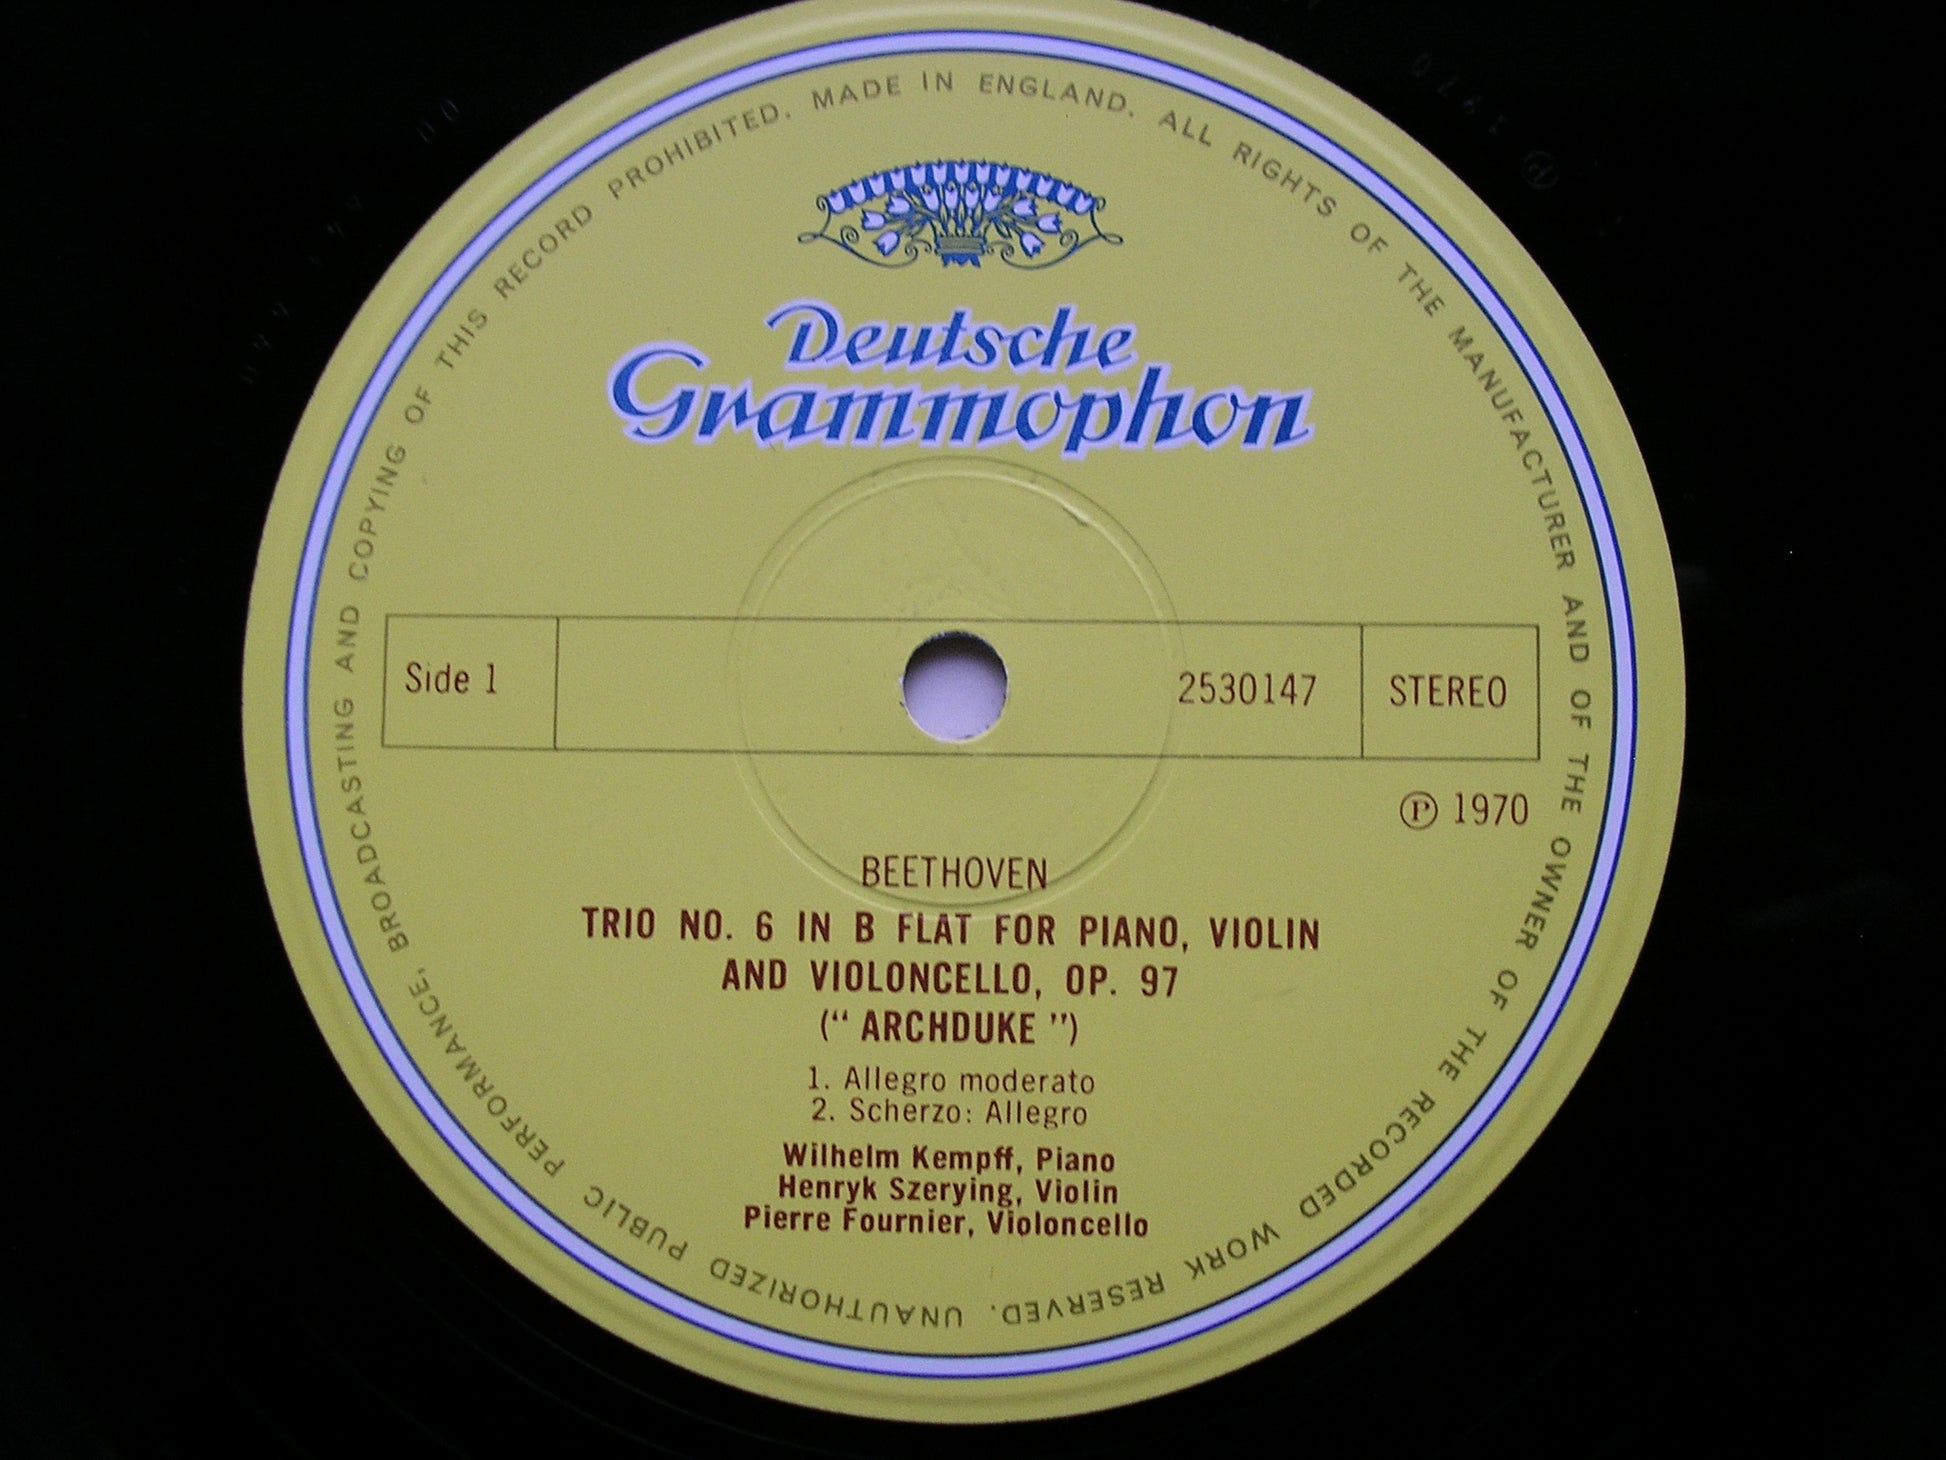 MADE IN ENGLAND. ALL RIGHTS OF THE MANUFACTURER AND OF THE OWNER OF THE RECORDED WORK RESERVED. UNAUTHORIZED PUBLIC PERFORMANCE, BROADCASTING AND COPYING OF THIS RECORD PROHIBITED.
Deutsche
Grammophon
Side 1
2530147
STEREO
℗ 1970
BEETHOVEN
TRIO NO. 6 IN B FLAT FOR PIANO, VIOLIN
AND VIOLONCELLO, OP. 97
(“ ARCHDUKE ”)
1. Allegro moderato
2. Scherzo: Allegro
Wilhelm Kempff, Piano
Henryk Szerying, Violin
Pierre Fournier, Violoncello
℗ 1970